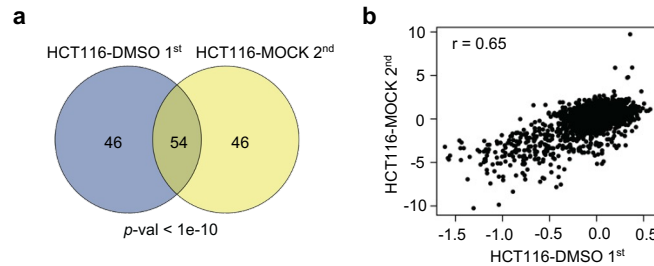 a
HCT116-DMSO 1st
HCT116-MOCK 2nd
46
54
46
p-val < 1e-10
b
r = 0.65
HCT116-MOCK 2nd
10
5
0
-5
-10
-1.5 -1.0 -0.5 0.0 0.5
HCT116-DMSO 1st